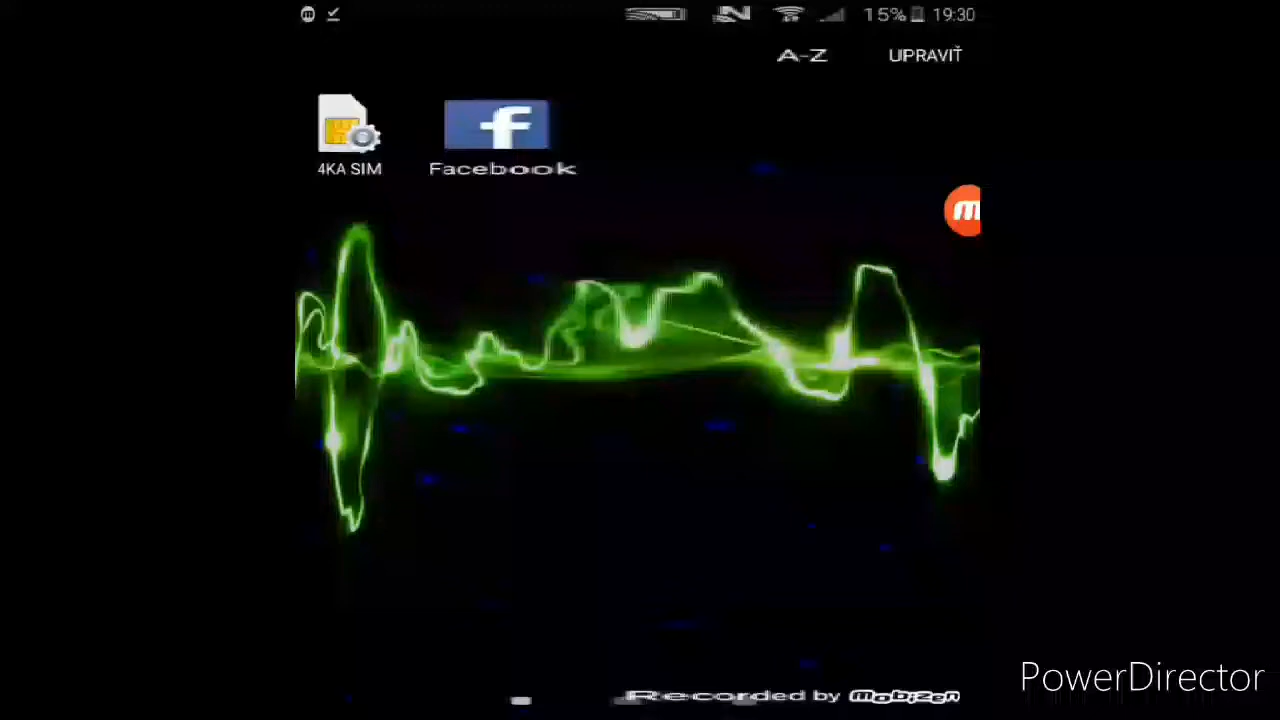 15% 19:30
A-Z UPRAVIŤ
4KA SIM Facebook
Recorded by Mobizen
PowerDirector